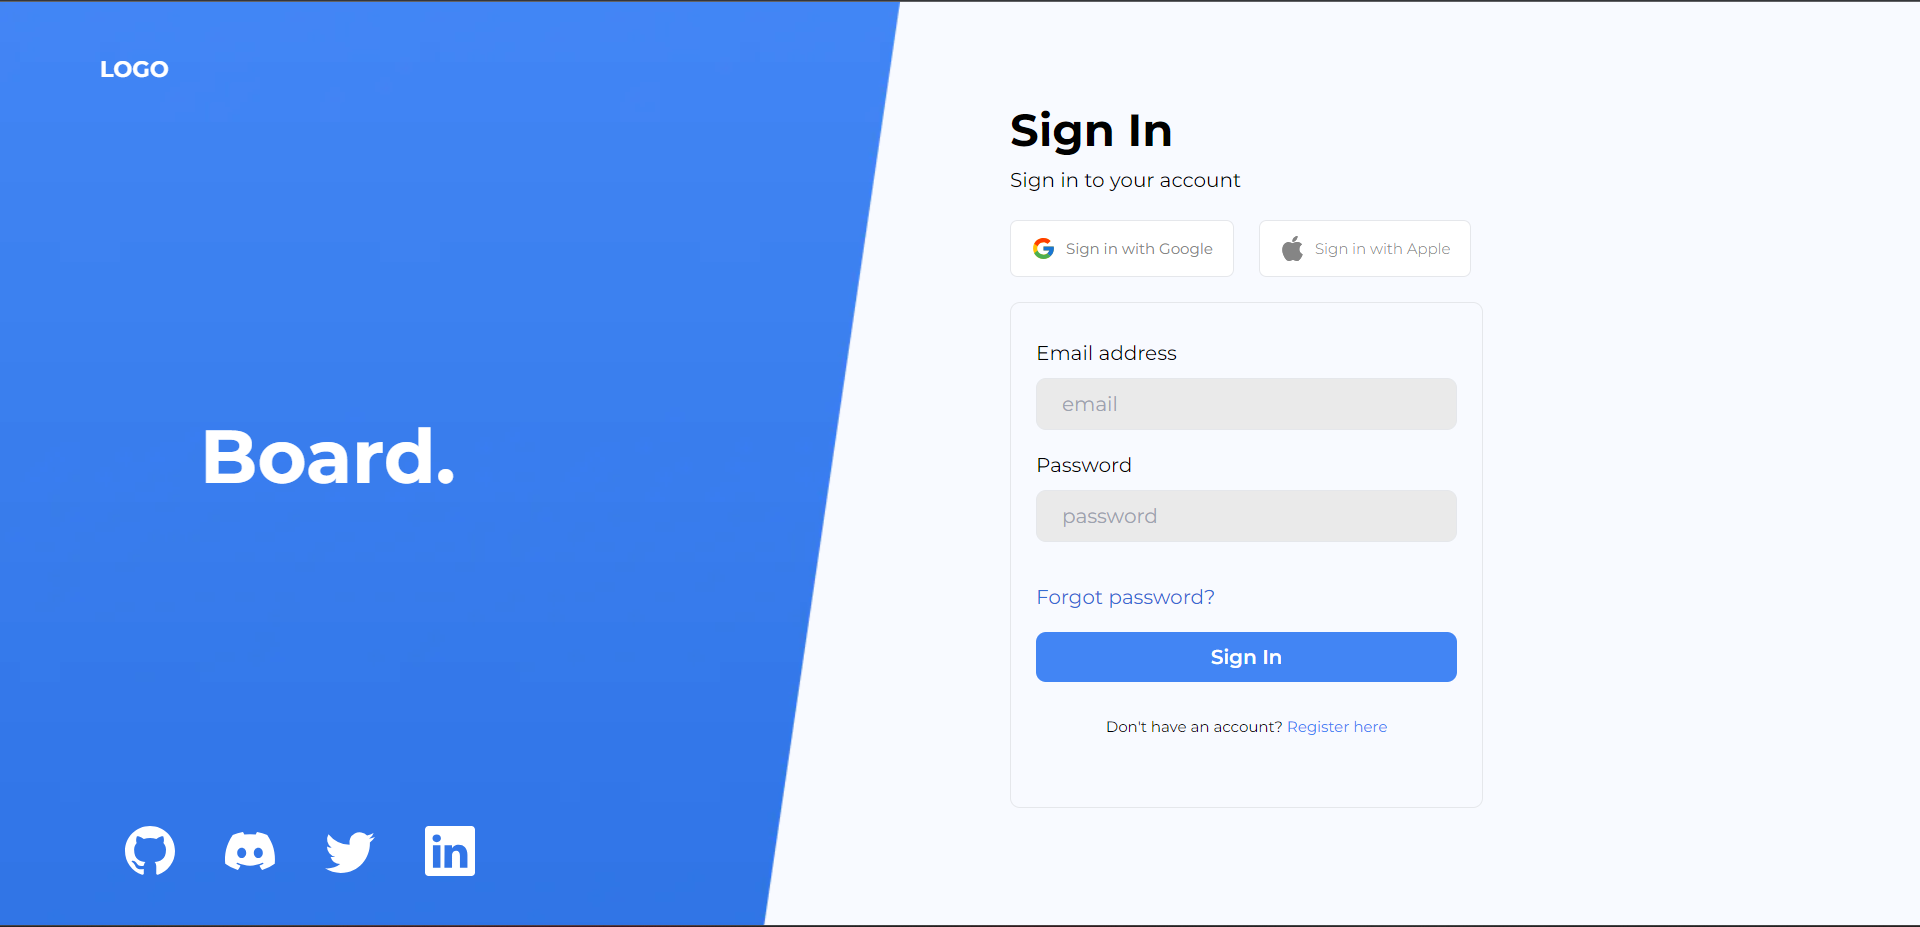 LOGO
Board.
Sign In
Sign in to your account
Sign in with Google
Sign in with Apple
Email address
email
Password
password
Forgot password?
Sign In
Don't have an account? Register here
in